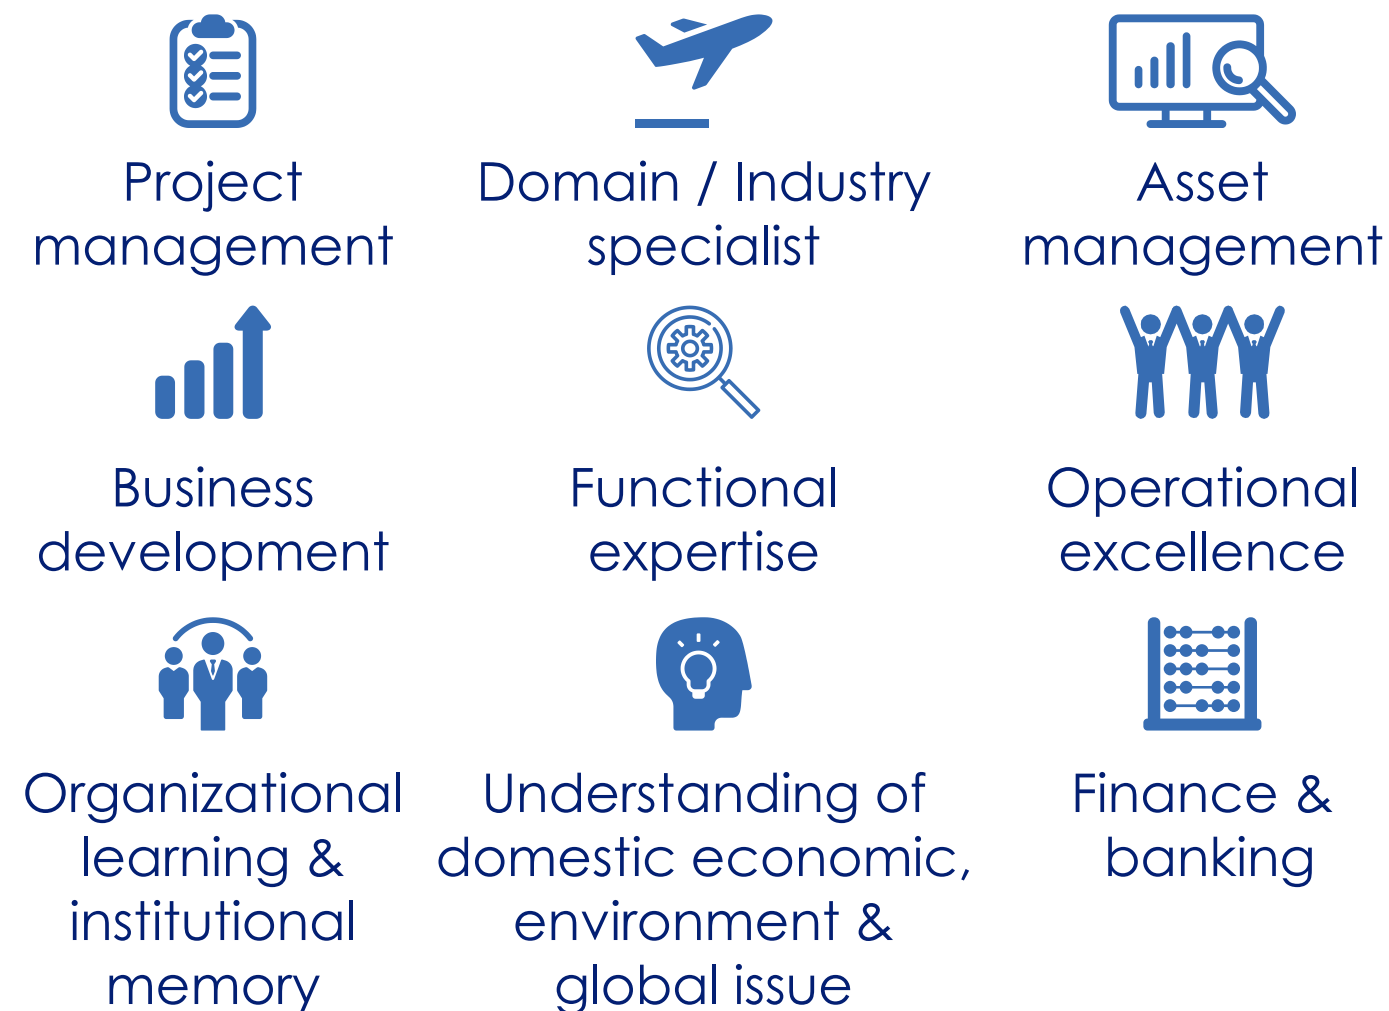 Project
management
Domain / Industry
specialist
Asset
management
Business
development
Functional
expertise
Operational
excellence
Organizational
learning &
institutional
memory
Understanding of
domestic economic,
environment &
global issue
Finance &
banking